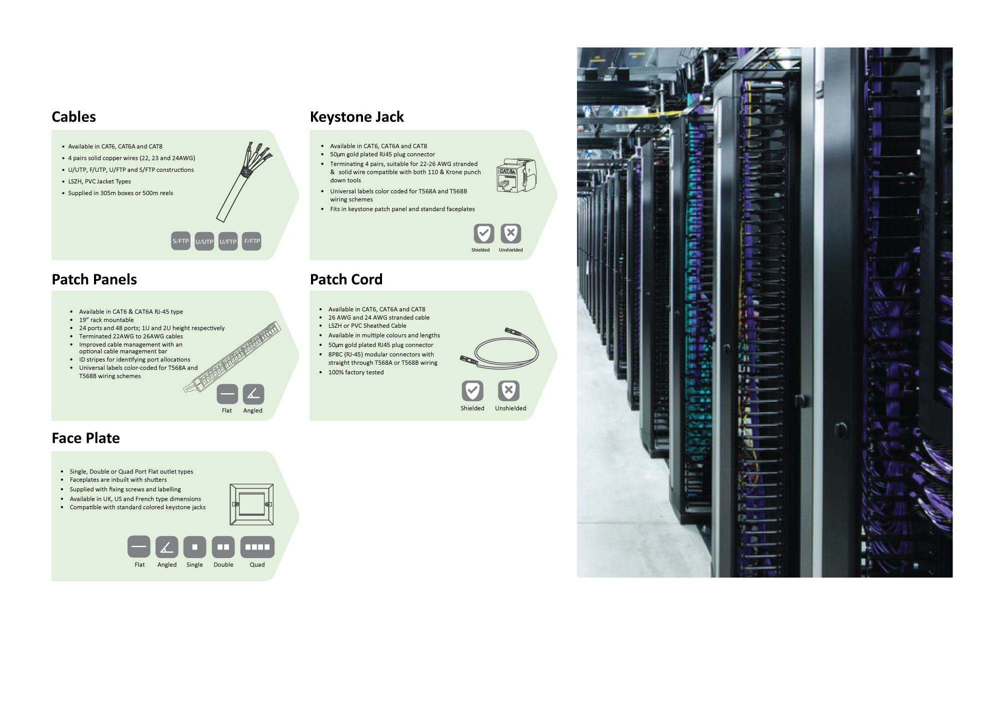 Cables
• Available in CAT6, CAT6A and CAT8
• 4 pairs solid copper wires (22, 23 and 24AWG)
• U/UTP, F/UTP, U/FTP and S/FTP constructions
• LSZH, PVC Jacket Types
• Supplied in 305m boxes or 500m reels
S/FTP U/UTP U/FTP F/FTP
Keystone Jack
• Available in CAT6, CAT6A and CAT8
• 50µm gold plated RJ45 plug connector
• Terminating 4 pairs, suitable for 22-26 AWG stranded
& solid wire compatible with both 110 & Krone punch
down tools
• Universal labels color coded for T568A and T568B
wiring schemes
• Fits in keystone patch panel and standard faceplates
CAT.6A
Shielded Unshielded
Patch Panels
• Available in CAT6 & CAT6A RJ-45 type
• 19” rack mountable
• 24 ports and 48 ports; 1U and 2U height respectively
• Terminated 22AWG to 26AWG cables
• Improved cable management with an
optional cable management bar
• ID stripes for identifying port allocations
• Universal labels color-coded for T568A and
T568B wiring schemes
Flat Angled
Patch Cord
• Available in CAT6, CAT6A and CAT8
• 26 AWG and 24 AWG stranded cable
• LSZH or PVC Sheathed Cable
• Available in multiple colours and lengths
• 50µm gold plated RJ45 plug connector
• 8P8C (RJ-45) modular connectors with
straight through T568A or T568B wiring
• 100% factory tested
Shielded Unshielded
Face Plate
• Single, Double or Quad Port Flat outlet types
• Faceplates are inbuilt with shutters
• Supplied with fixing screws and labelling
• Available in UK, US and French type dimensions
• Compatible with standard colored keystone jacks
Flat Angled Single Double Quad